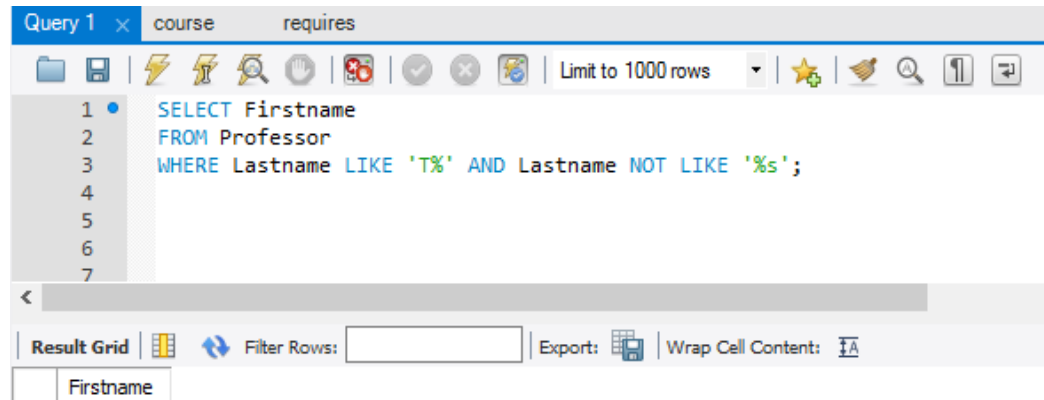 Query 1 × course requires
Limit to 1000 rows
1 SELECT Firstname
2 FROM Professor
3 WHERE Lastname LIKE 'T%' AND Lastname NOT LIKE '%s';
4
5
6
7
Result Grid Filter Rows: Export: Wrap Cell Content: IA
Firstname